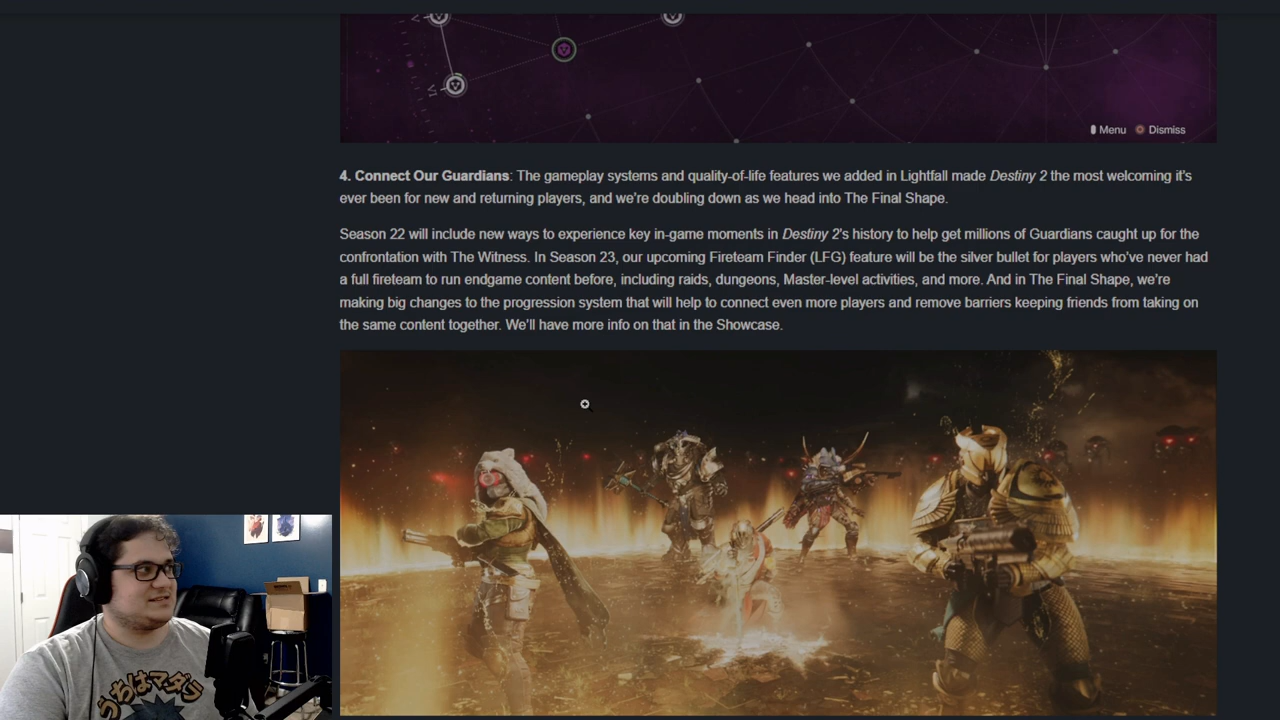 Menu Dismiss
4. Connect Our Guardians: The gameplay systems and quality-of-life features we added in Lightfall made Destiny 2 the most welcoming it's
ever been for new and returning players, and we're doubling down as we head into The Final Shape.
Season 22 will include new ways to experience key in-game moments in Destiny 2's history to help get millions of Guardians caught up for the
confrontation with The Witness. In Season 23, our upcoming Fireteam Finder (LFG) feature will be the silver bullet for players who've never had
a full fireteam to run endgame content before, including raids, dungeons, Master-level activities, and more. And in The Final Shape, we're
making big changes to the progression system that will help to connect even more players and remove barriers keeping friends from taking on
the same content together. We'll have more info on that in the Showcase.
うちはマダラ